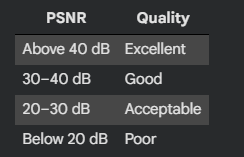 PSNR Quality
Above 40 dB Excellent
30–40 dB Good
20–30 dB Acceptable
Below 20 dB Poor